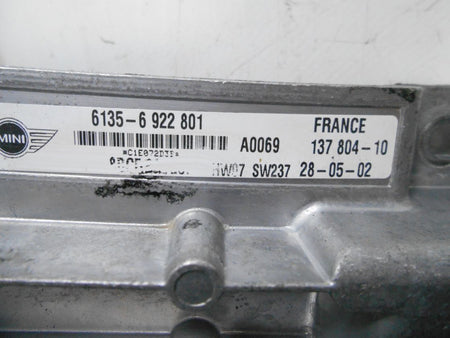 MINI
6135-6 922 801
FRANCE
A0069
137 804-10
HW07 SW237 28-05-02